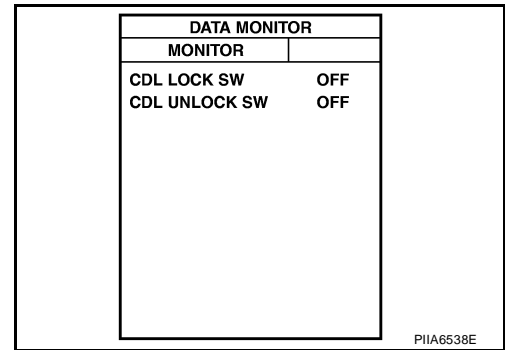 DATA MONITOR
MONITOR
CDL LOCK SW OFF
CDL UNLOCK SW OFF
PIIA6538E